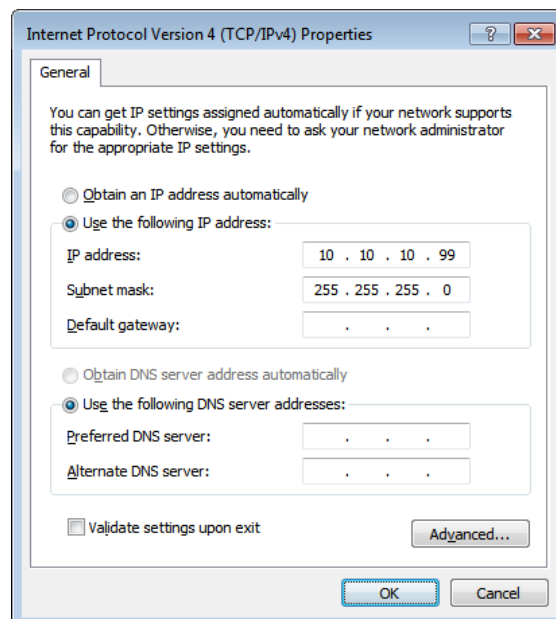 Internet Protocol Version 4 (TCP/IPv4) Properties
?
General
You can get IP settings assigned automatically if your network supports
this capability. Otherwise, you need to ask your network administrator
for the appropriate IP settings.
Obtain an IP address automatically
Use the following IP address:
IP address: 10 . 10 . 10 . 99
Subnet mask: 255 . 255 . 255 . 0
Default gateway: . . .
Obtain DNS server address automatically
Use the following DNS server addresses:
Preferred DNS server: . . .
Alternate DNS server: . . .
Validate settings upon exit
Advanced...
OK Cancel